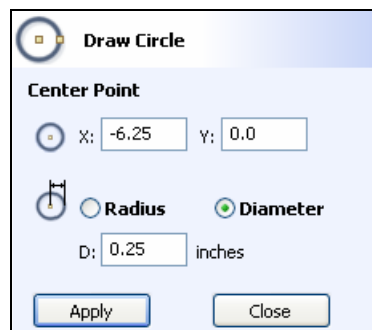 Draw Circle
Center Point
X: -6.25 Y: 0.0
Radius Diameter
D: 0.25 inches
Apply Close